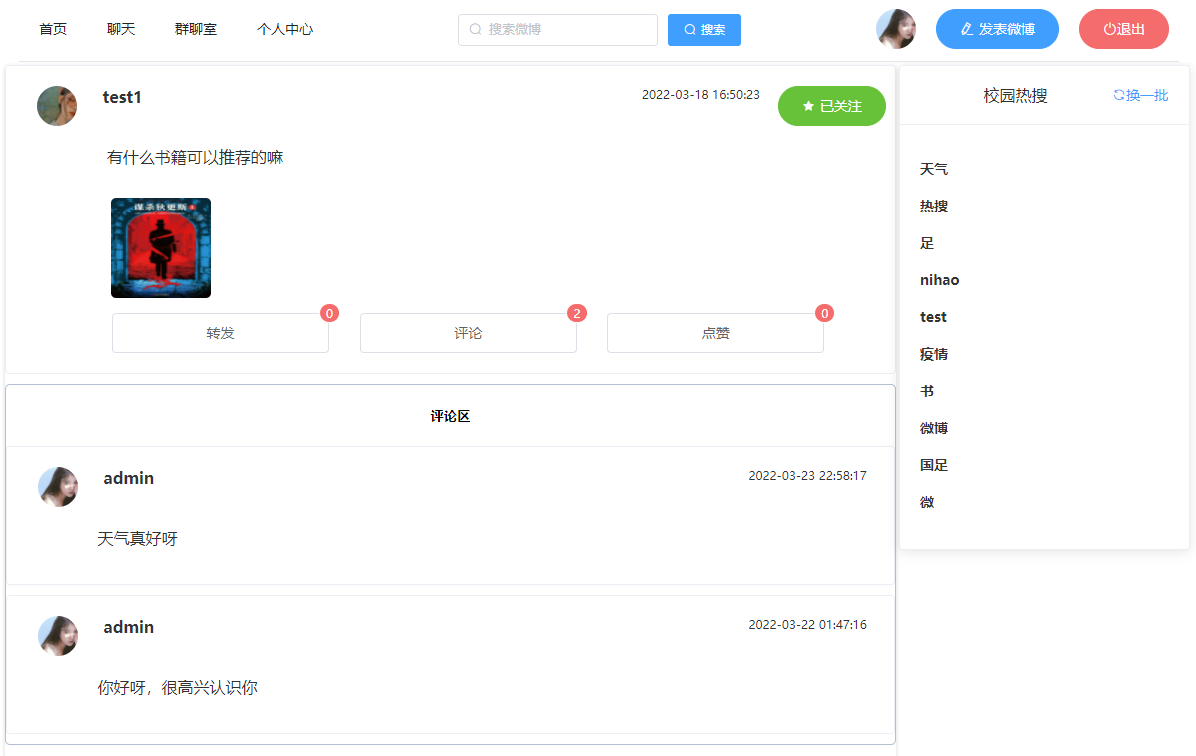 首页 聊天 群聊室 个人中心 搜索微博 搜索 发表微博 退出
test1 2022-03-18 16:50:23 已关注
有什么书籍可以推荐的嘛
谋杀狄更斯
转发 0 评论 2 点赞 0
评论区
admin 2022-03-23 22:58:17
天气真好呀
admin 2022-03-22 01:47:16
你好呀，很高兴认识你
校园热搜 换一批
天气
热搜
足
nihao
test
疫情
书
微博
国足
微